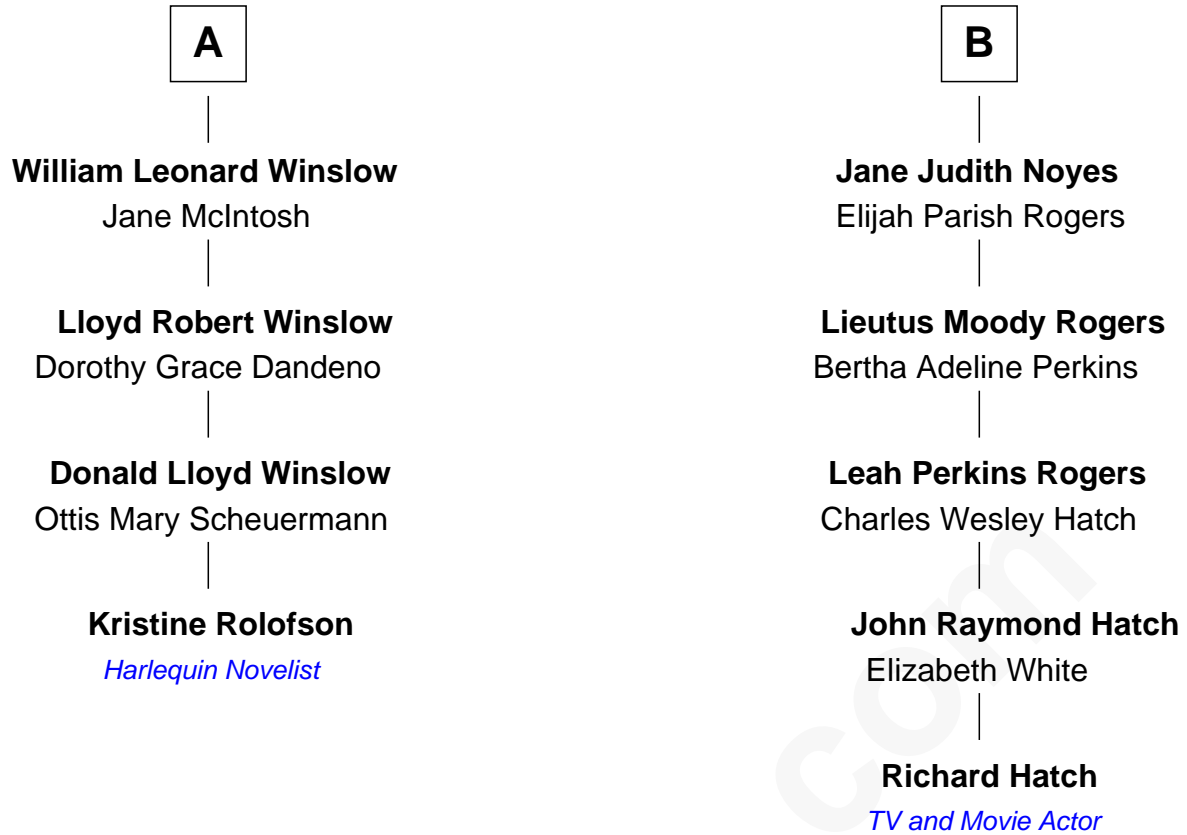 A
William Leonard Winslow
Jane McIntosh
Lloyd Robert Winslow
Dorothy Grace Dandeno
Donald Lloyd Winslow
Ottis Mary Scheuermann
Kristine Rolofson
Harlequin Novelist
B
Jane Judith Noyes
Elijah Parish Rogers
Lieutus Moody Rogers
Bertha Adeline Perkins
Leah Perkins Rogers
Charles Wesley Hatch
John Raymond Hatch
Elizabeth White
Richard Hatch
TV and Movie Actor
com